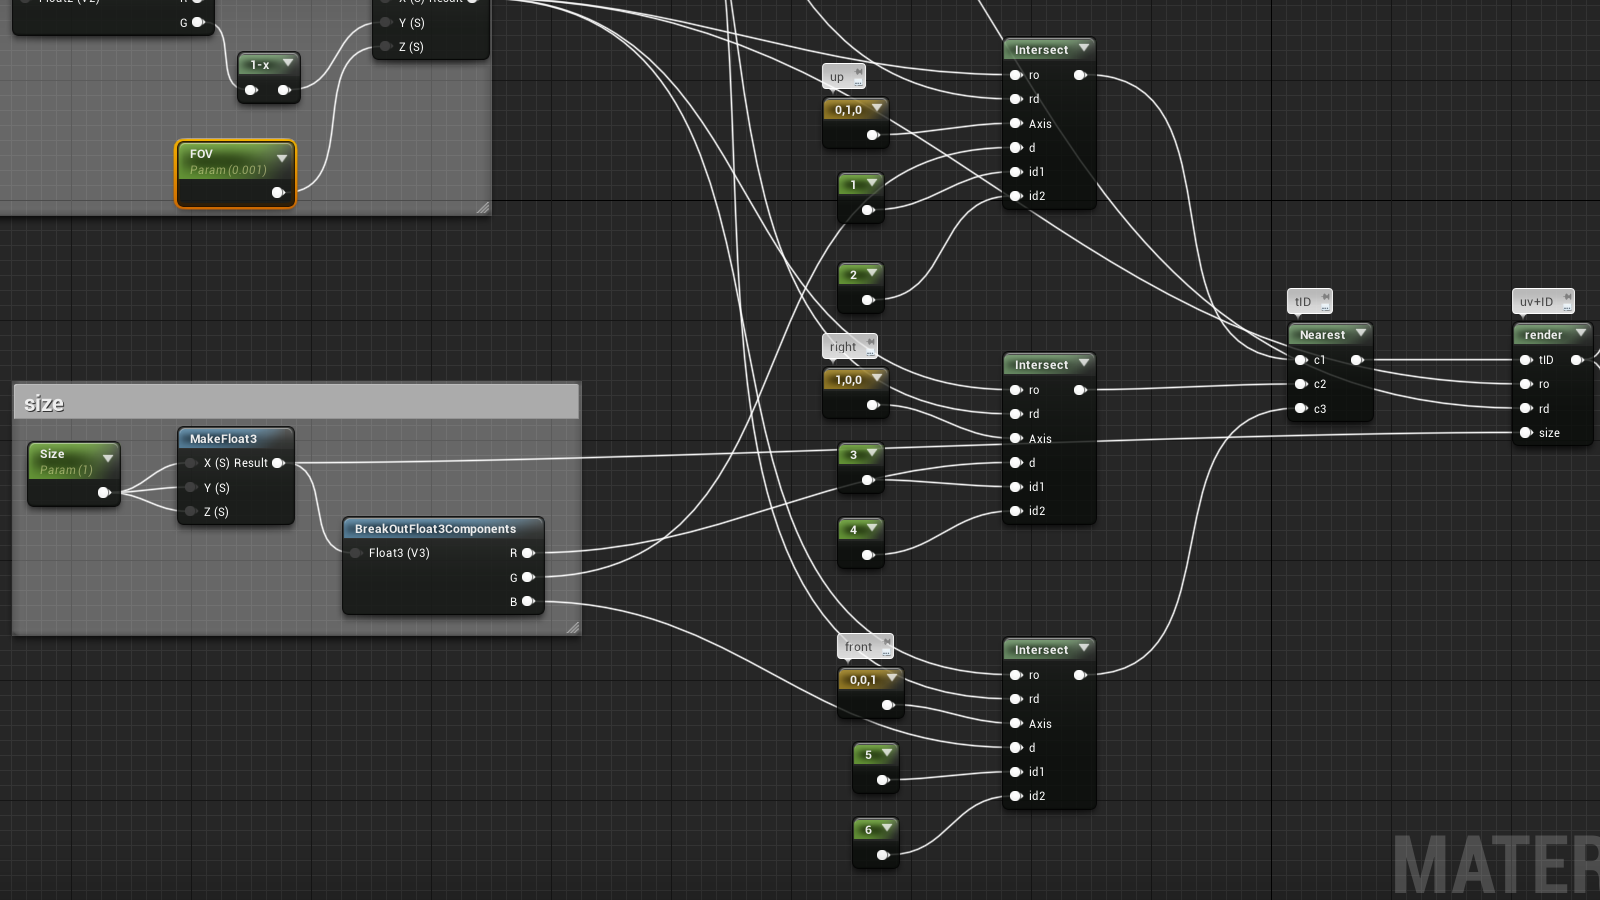 G
X (S) Result
Y (S)
Z (S)
1-x
FOV
Param (0.001)
up
0,1,0
1
2
Intersect
ro
rd
Axis
d
id1
id2
right
1,0,0
3
4
Intersect
ro
rd
Axis
d
id1
id2
tID
Nearest
c1
c2
c3
uv+ID
render
tID
ro
rd
size
size
Size
Param (1)
MakeFloat3
X (S) Result
Y (S)
Z (S)
BreakOutFloat3Components
Float3 (V3) R
G
B
front
0,0,1
5
6
Intersect
ro
rd
Axis
d
id1
id2
MATER